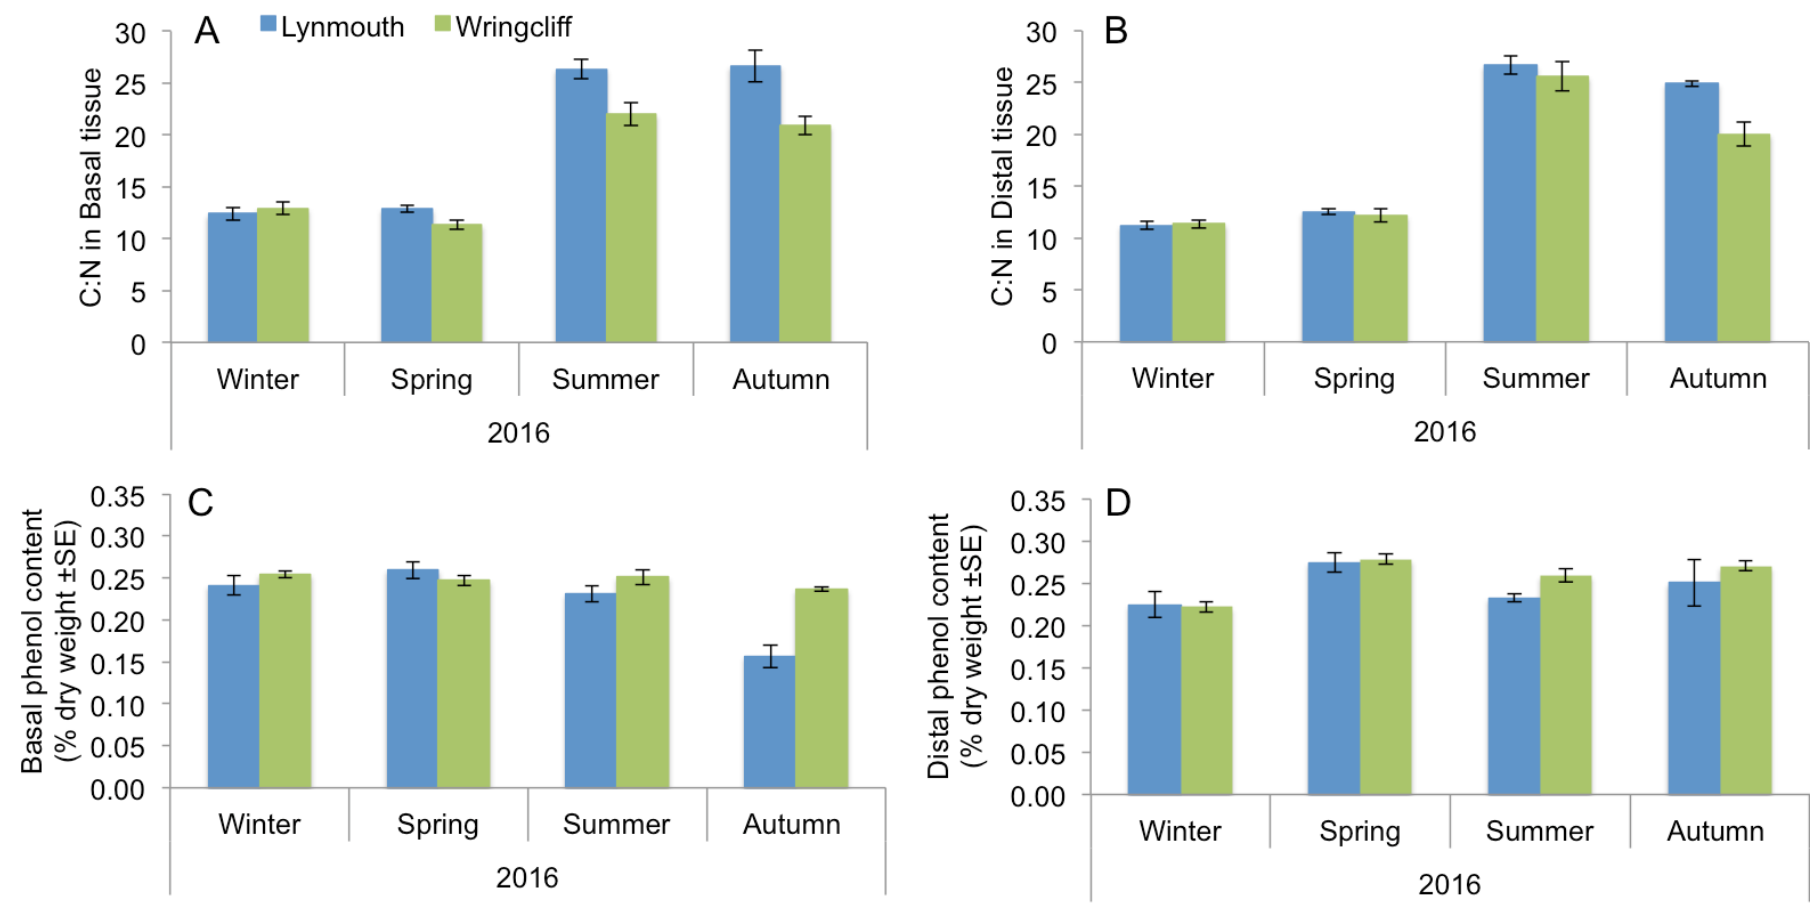 A
Lynmouth
Wringcliff
C:N in Basal tissue
30
25
20
15
10
5
0
Winter
Spring
Summer
Autumn
2016
B
C:N in Distal tissue
30
25
20
15
10
5
0
Winter
Spring
Summer
Autumn
2016
C
Basal phenol content
(% dry weight ±SE)
0.35
0.30
0.25
0.20
0.15
0.10
0.05
0.00
Winter
Spring
Summer
Autumn
2016
D
Distal phenol content
(% dry weight ±SE)
0.35
0.30
0.25
0.20
0.15
0.10
0.05
0.00
Winter
Spring
Summer
Autumn
2016